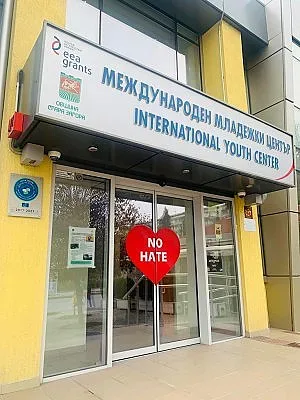 eea
grants
МЕЖДУНАРОДЕН МЛАДЕЖКИ ЦЕНТЪР
INTERNATIONAL YOUTH CENTER
ОБЩИНА
СТАРА ЗАГОРА
NO
HATE